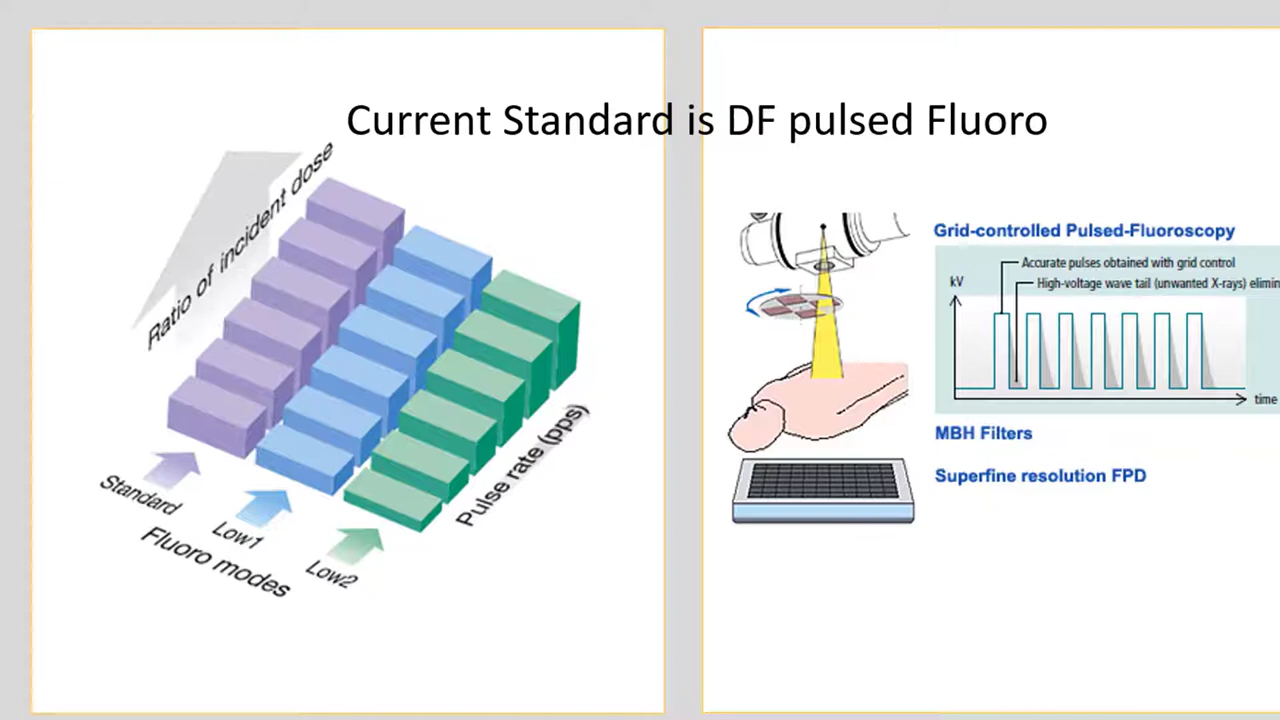 Current Standard is DF pulsed Fluoro
Ratio of incident dose
Pulse rate (pps)
Standard
Low1
Low2
Fluoro modes
Grid-controlled Pulsed-Fluoroscopy
Accurate pulses obtained with grid control
kV
High-voltage wave tail (unwanted X-rays) elimin
time
MBH Filters
Superfine resolution FPD